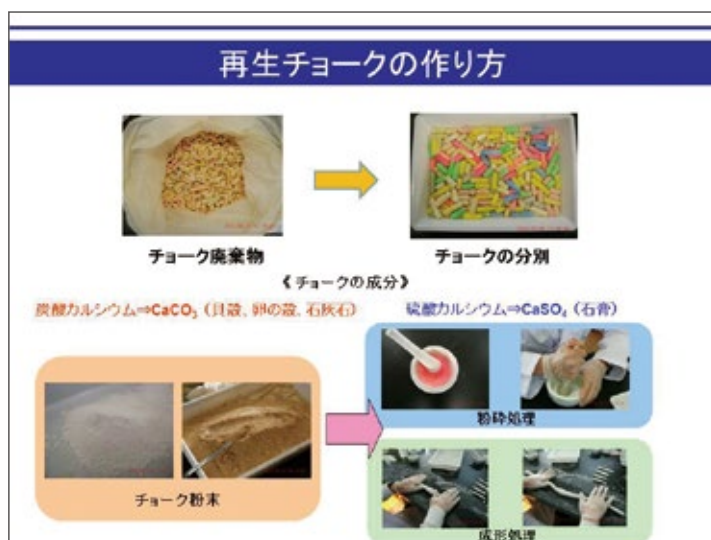 再生チョークの作り方
チョーク廃棄物
チョークの分別
《チョークの成分》
炭酸カルシウム⇒CaCO₃（貝殻、卵の殻、石灰石）
硫酸カルシウム⇒CaSO₄（石膏）
粉砕処理
チョーク粉末
成形処理